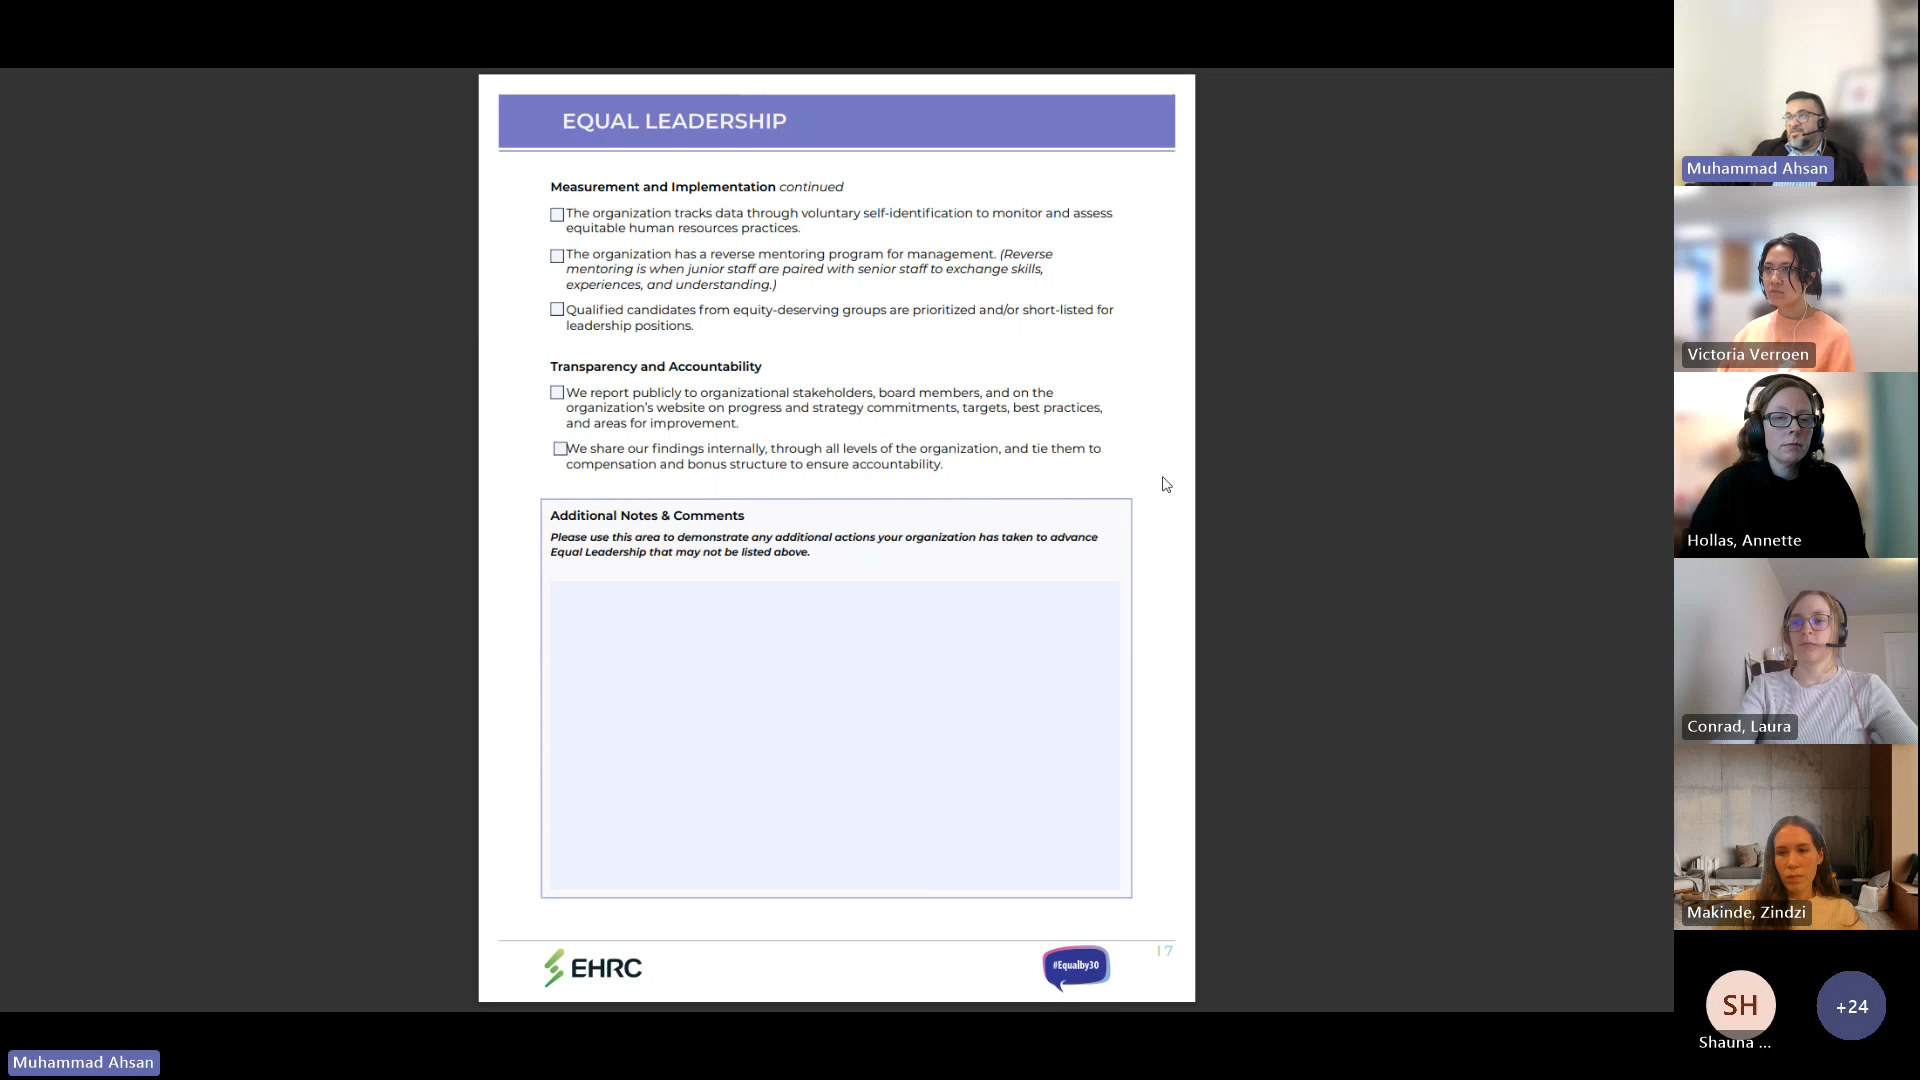 EQUAL LEADERSHIP
Measurement and Implementation continued
The organization tracks data through voluntary self-identification to monitor and assess
equitable human resources practices.
The organization has a reverse mentoring program for management. (Reverse
mentoring is when junior staff are paired with senior staff to exchange skills,
experiences, and understanding.)
Qualified candidates from equity-deserving groups are prioritized and/or short-listed for
leadership positions.
Transparency and Accountability
We report publicly to organizational stakeholders, board members, and on the
organization's website on progress and strategy commitments, targets, best practices,
and areas for improvement.
We share our findings internally, through all levels of the organization, and tie them to
compensation and bonus structure to ensure accountability.
Additional Notes & Comments
Please use this area to demonstrate any additional actions your organization has taken to advance
Equal Leadership that may not be listed above.
EHRC
#Equalby30
| 7
Muhammad Ahsan
Victoria Verroen
Hollas, Annette
Conrad, Laura
Makinde, Zindzi
SH
Shauna ...
+24
Muhammad Ahsan